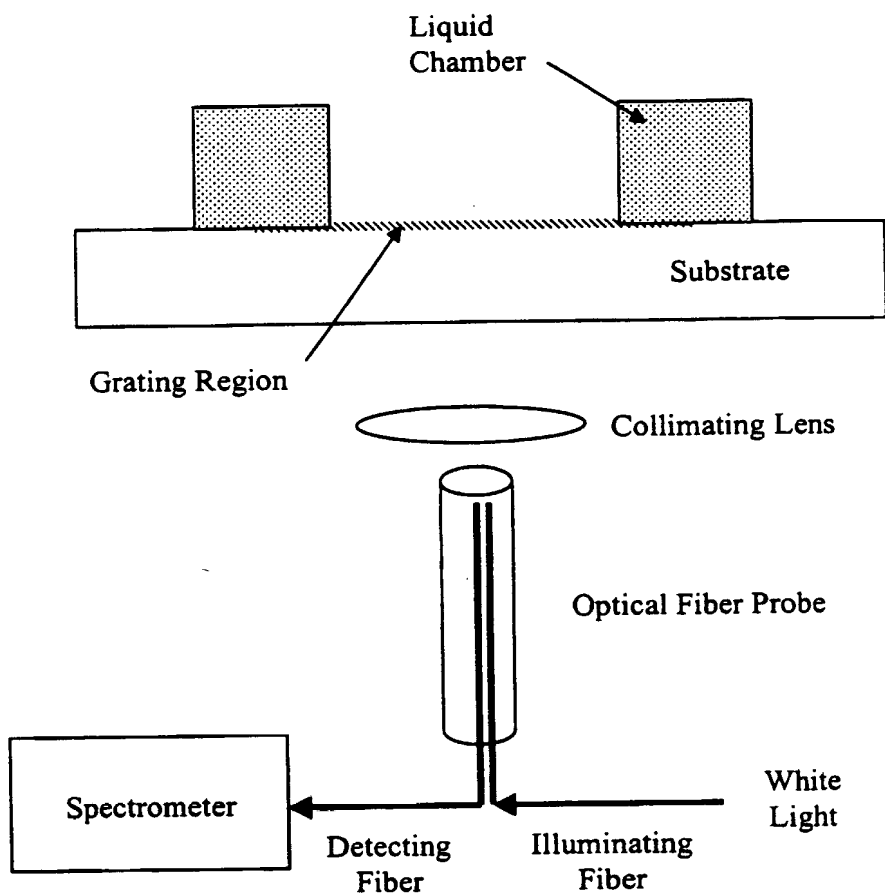 Liquid
Chamber
Substrate
Grating Region
Collimating Lens
Optical Fiber Probe
Spectrometer
White
Light
Detecting
Fiber
Illuminating
Fiber